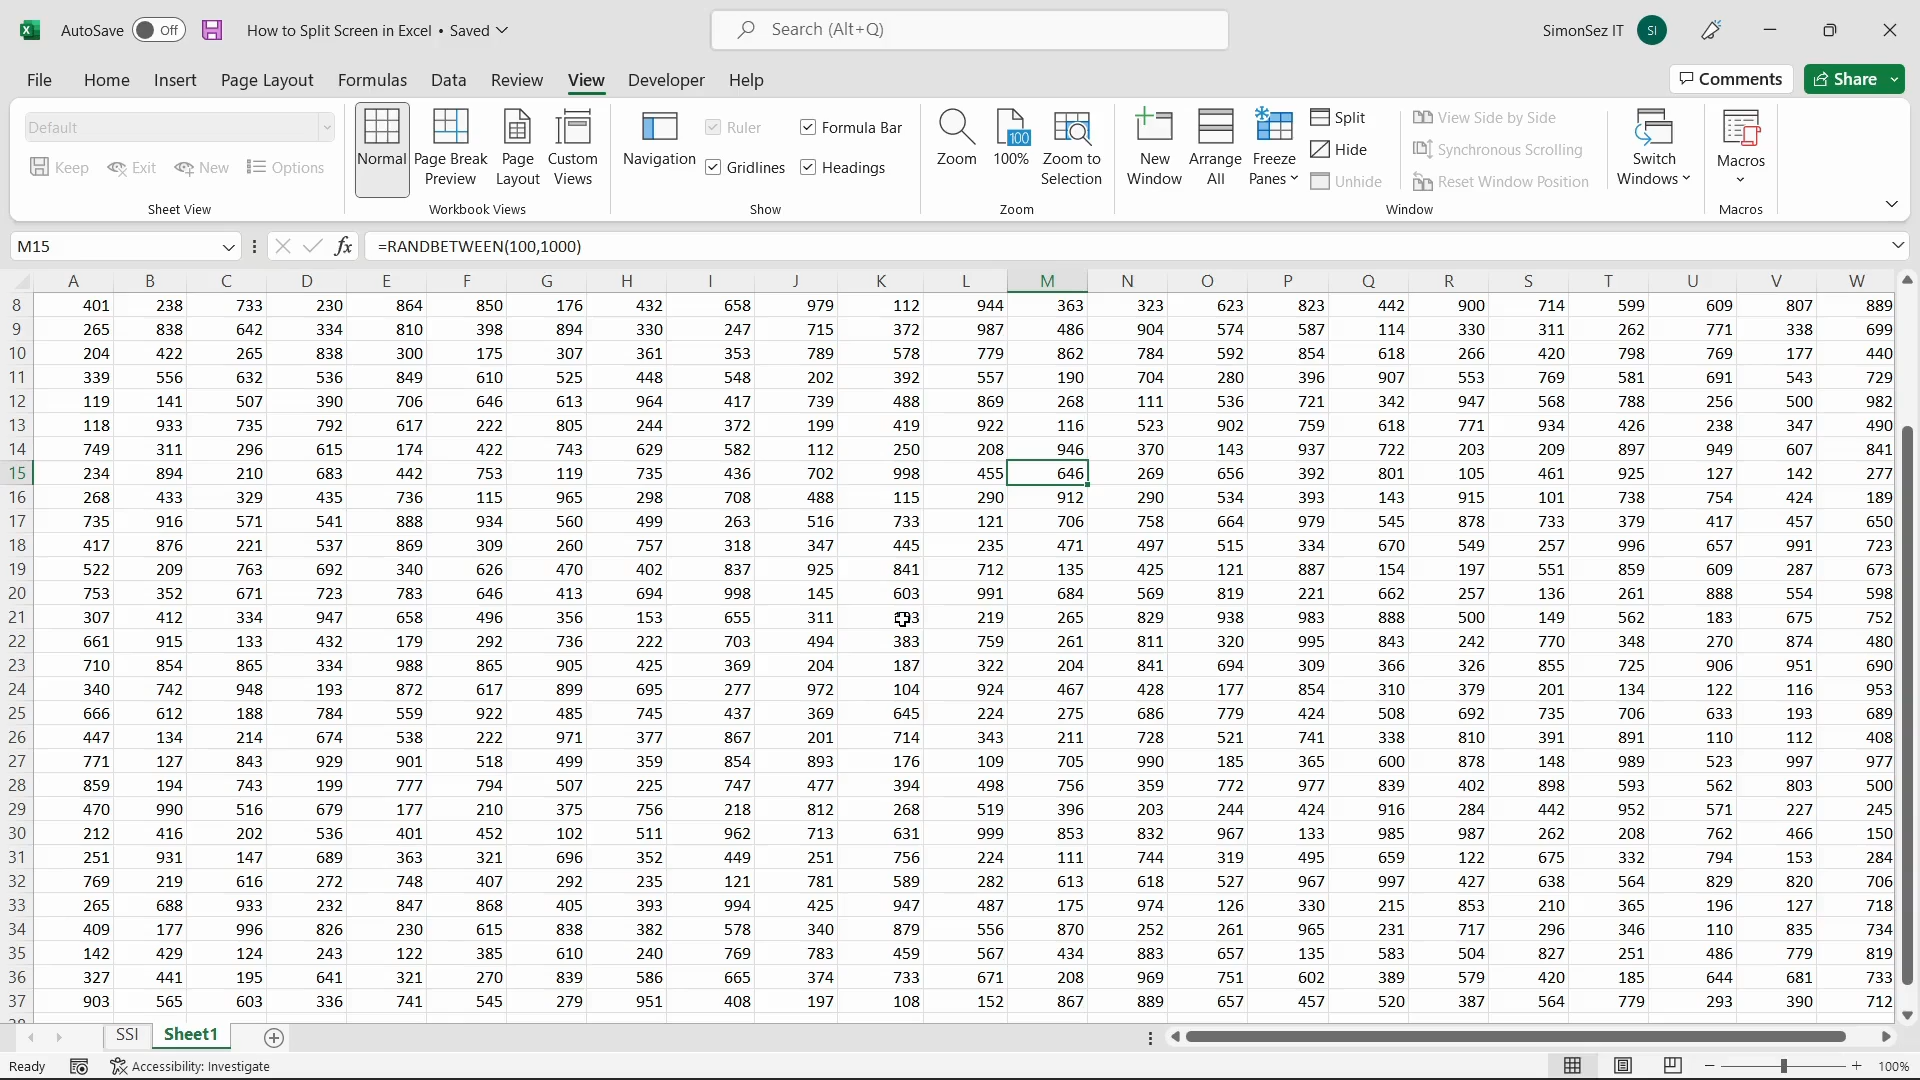 AutoSave Off How to Split Screen in Excel • Saved Search (Alt+Q) SimonSez IT SI
File Home Insert Page Layout Formulas Data Review View Developer Help Comments Share
Default
Keep Exit New Options
Sheet View
Normal Page Break Preview Page Layout Custom Views
Workbook Views
Navigation Ruler Formula Bar
Gridlines Headings
Show
Zoom 100 100% Zoom to Selection
Zoom
New Window Arrange All Freeze Panes Split
Hide
Unhide
View Side by Side
Synchronous Scrolling
Reset Window Position
Switch Windows
Window
Macros
Macros
M15 fx =RANDBETWEEN(100,1000)
A B C D E F G H I J K L M N O P Q R S T U V W
8 401 238 733 230 864 850 176 432 658 979 112 944 363 323 623 823 442 900 714 599 609 807 889
9 265 838 642 334 810 398 894 330 247 715 372 987 486 904 574 587 114 330 311 262 771 338 699
10 204 422 265 838 300 175 307 361 353 789 578 779 862 784 592 854 618 266 420 798 769 177 440
11 339 556 632 536 849 610 525 448 548 202 392 557 190 704 280 396 907 553 769 581 691 543 729
12 119 141 507 390 706 646 613 964 417 739 488 869 268 111 536 721 342 947 568 788 256 500 982
13 118 933 735 792 617 222 805 244 372 199 419 922 116 523 902 759 618 771 934 426 238 347 490
14 749 311 296 615 174 422 743 629 582 112 250 208 946 370 143 937 722 203 209 897 949 607 841
15 234 894 210 683 442 753 119 735 436 702 998 455 646 269 656 392 801 105 461 925 127 142 277
16 268 433 329 435 736 115 965 298 708 488 115 290 912 290 534 393 143 915 101 738 754 424 189
17 735 916 571 541 888 934 560 499 263 516 733 121 706 758 664 979 545 878 733 379 417 457 650
18 417 876 221 537 869 309 260 757 318 347 445 235 471 497 515 334 670 549 257 996 657 991 723
19 522 209 763 692 340 626 470 402 837 925 841 712 135 425 121 887 154 197 551 859 609 287 673
20 753 352 671 723 783 646 413 694 998 145 603 991 684 569 819 221 662 257 136 261 888 554 598
21 307 412 334 947 658 496 356 153 655 311 219 265 829 938 983 888 500 149 562 183 675 752
22 661 915 133 432 179 292 736 222 703 494 383 759 261 811 320 995 843 242 770 348 270 874 480
23 710 854 865 334 988 865 905 425 369 204 187 322 204 841 694 309 366 326 855 725 906 951 690
24 340 742 948 193 872 617 899 695 277 972 104 924 467 428 177 854 310 379 201 134 122 116 953
25 666 612 188 784 559 922 485 745 437 369 645 224 275 686 779 424 508 692 735 706 633 193 689
26 447 134 214 674 538 222 971 377 867 201 714 343 211 728 521 741 338 810 391 891 110 112 408
27 771 127 843 929 901 518 499 359 854 893 176 109 705 990 185 365 600 878 148 989 523 997 977
28 859 194 743 199 777 794 507 225 747 477 394 498 756 359 772 977 839 402 898 593 562 803 500
29 470 990 516 679 177 210 375 756 218 812 268 519 396 203 244 424 916 284 442 952 571 227 245
30 212 416 202 536 401 452 102 511 962 713 631 999 853 832 967 133 985 987 262 208 762 466 150
31 251 931 147 689 363 321 696 352 449 251 756 224 111 744 319 495 659 122 675 332 794 153 284
32 769 219 616 272 748 407 292 235 121 781 589 282 613 618 527 967 997 427 638 564 829 820 706
33 265 688 933 232 847 868 405 393 994 425 947 487 175 974 126 330 215 853 210 365 196 127 718
34 409 177 996 826 230 615 838 382 578 340 879 556 870 252 261 965 231 717 296 346 110 835 734
35 142 429 124 243 122 385 610 240 769 783 459 567 434 883 657 135 583 504 827 251 486 779 819
36 327 441 195 641 321 270 839 586 665 374 733 671 208 969 751 602 389 579 420 185 644 681 733
37 903 565 603 336 741 545 279 951 408 197 108 152 867 889 657 457 520 387 564 779 293 390 712
SSI Sheet1
Ready Accessibility: Investigate 100%